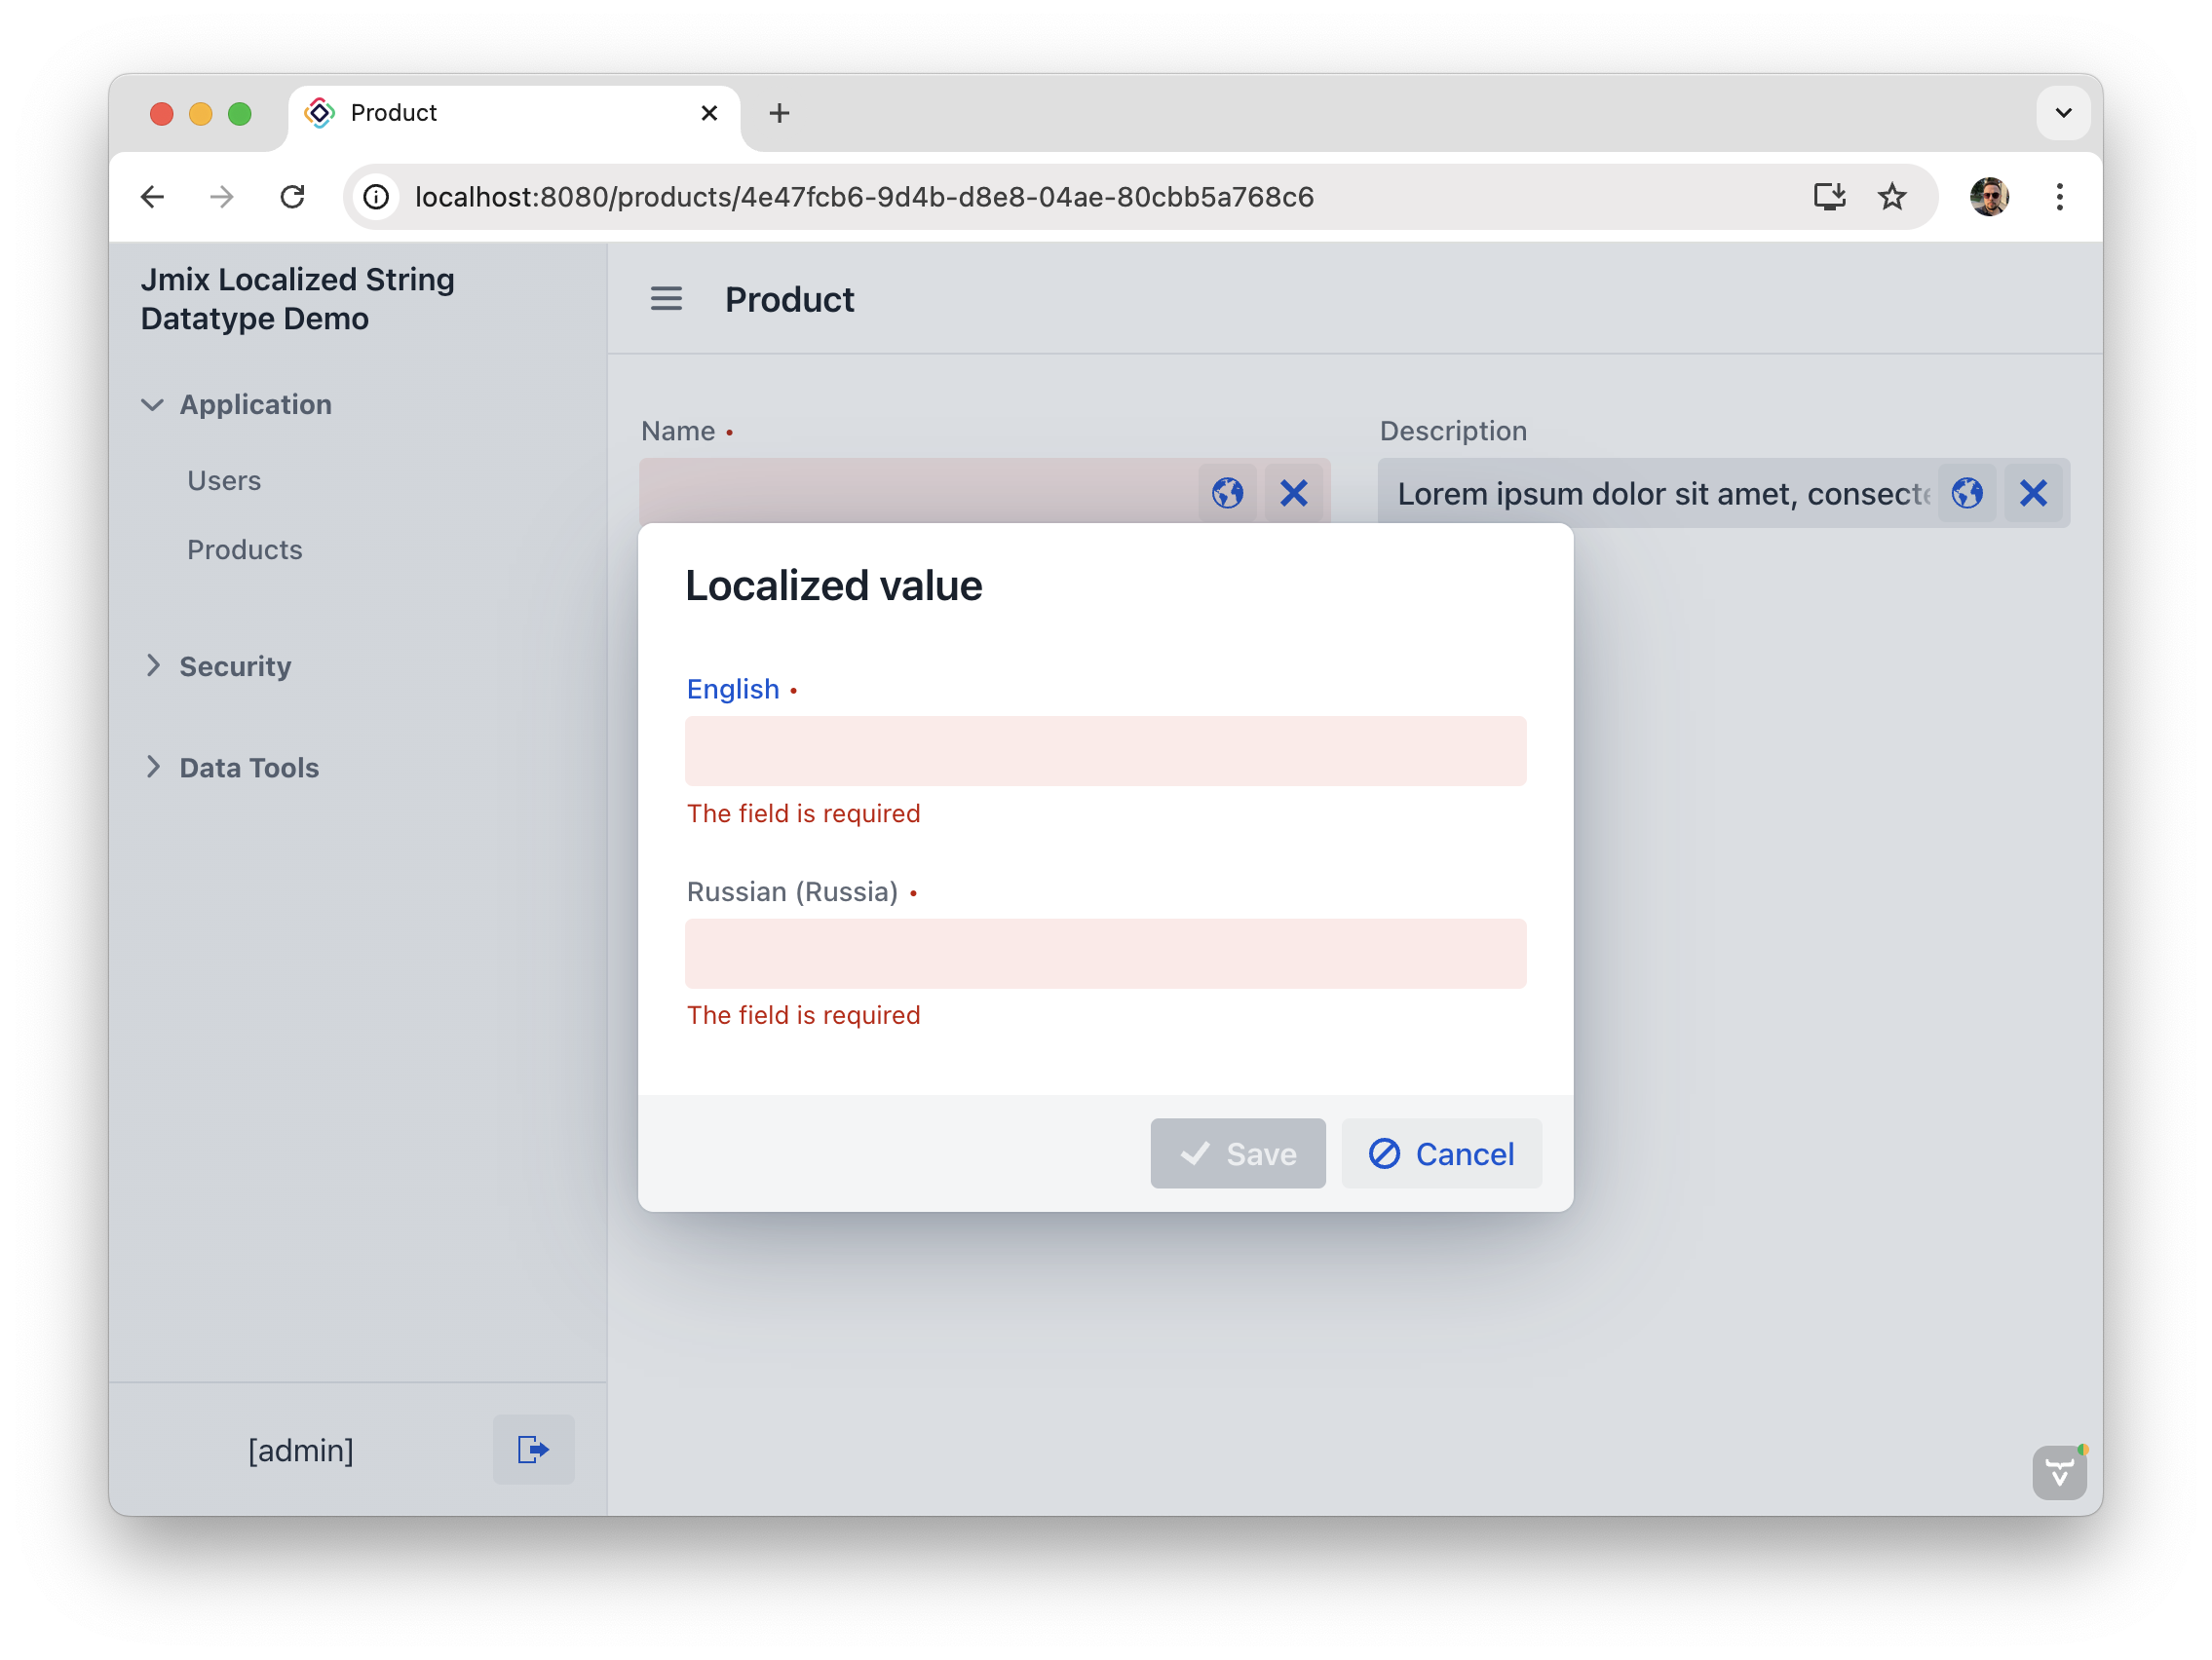 Product
localhost:8080/products/4e47fcb6-9d4b-d8e8-04ae-80cbb5a768c6
Jmix Localized String
Datatype Demo
Application
Users
Products
Security
Data Tools
[admin]
Product
Name •
Description
Lorem ipsum dolor sit amet, consecte
Localized value
English •
The field is required
Russian (Russia) •
The field is required
Save
Cancel